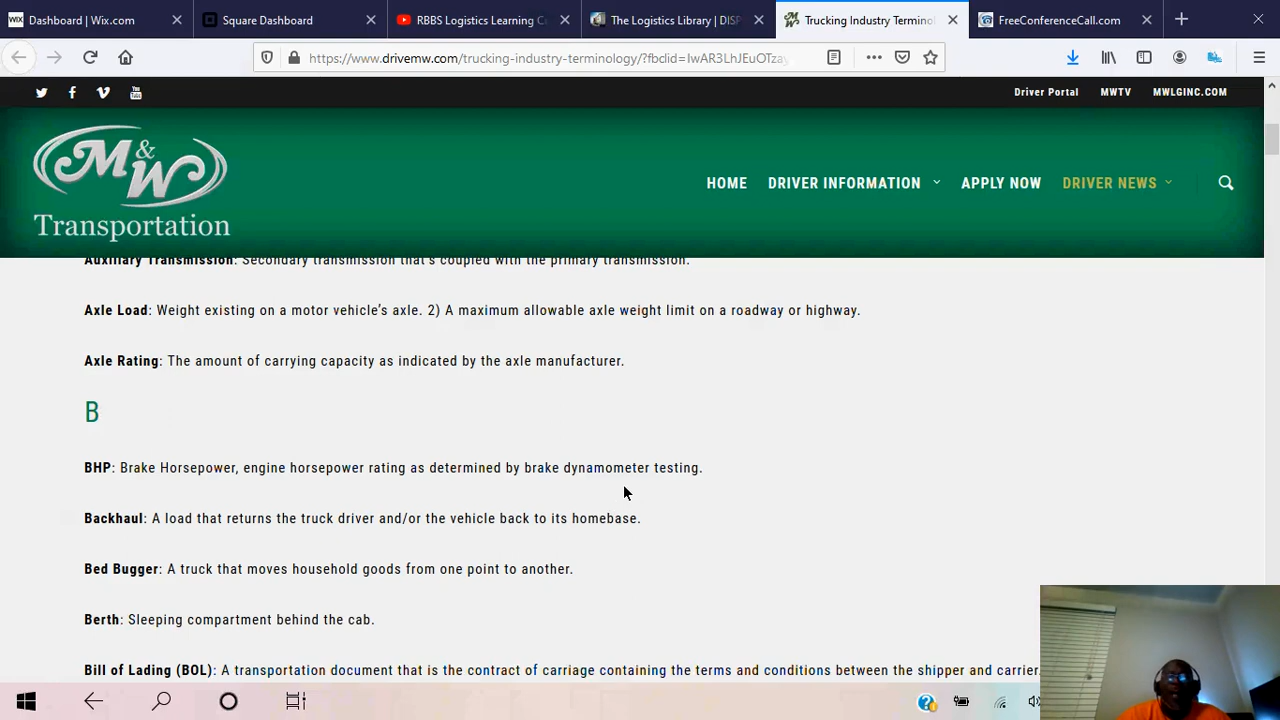 Dashboard | Wix.com
Square Dashboard
RBBS Logistics Learning C
The Logistics Library | DISP
Trucking Industry Terminol
FreeConferenceCall.com
https://www.drivemw.com/trucking-industry-terminology/?fbclid=IwAR3LhJEuOTzay
Driver Portal
MWTV
MWLGINC.COM
M&W
Transportation
HOME
DRIVER INFORMATION
APPLY NOW
DRIVER NEWS
Auxiliary Transmission: Secondary transmission that's coupled with the primary transmission.
Axle Load: Weight existing on a motor vehicle's axle. 2) A maximum allowable axle weight limit on a roadway or highway.
Axle Rating: The amount of carrying capacity as indicated by the axle manufacturer.
B
BHP: Brake Horsepower, engine horsepower rating as determined by brake dynamometer testing.
Backhaul: A load that returns the truck driver and/or the vehicle back to its homebase.
Bed Bugger: A truck that moves household goods from one point to another.
Berth: Sleeping compartment behind the cab.
Bill of Lading (BOL): A transportation document that is the contract of carriage containing the terms and conditions between the shipper and carrier.